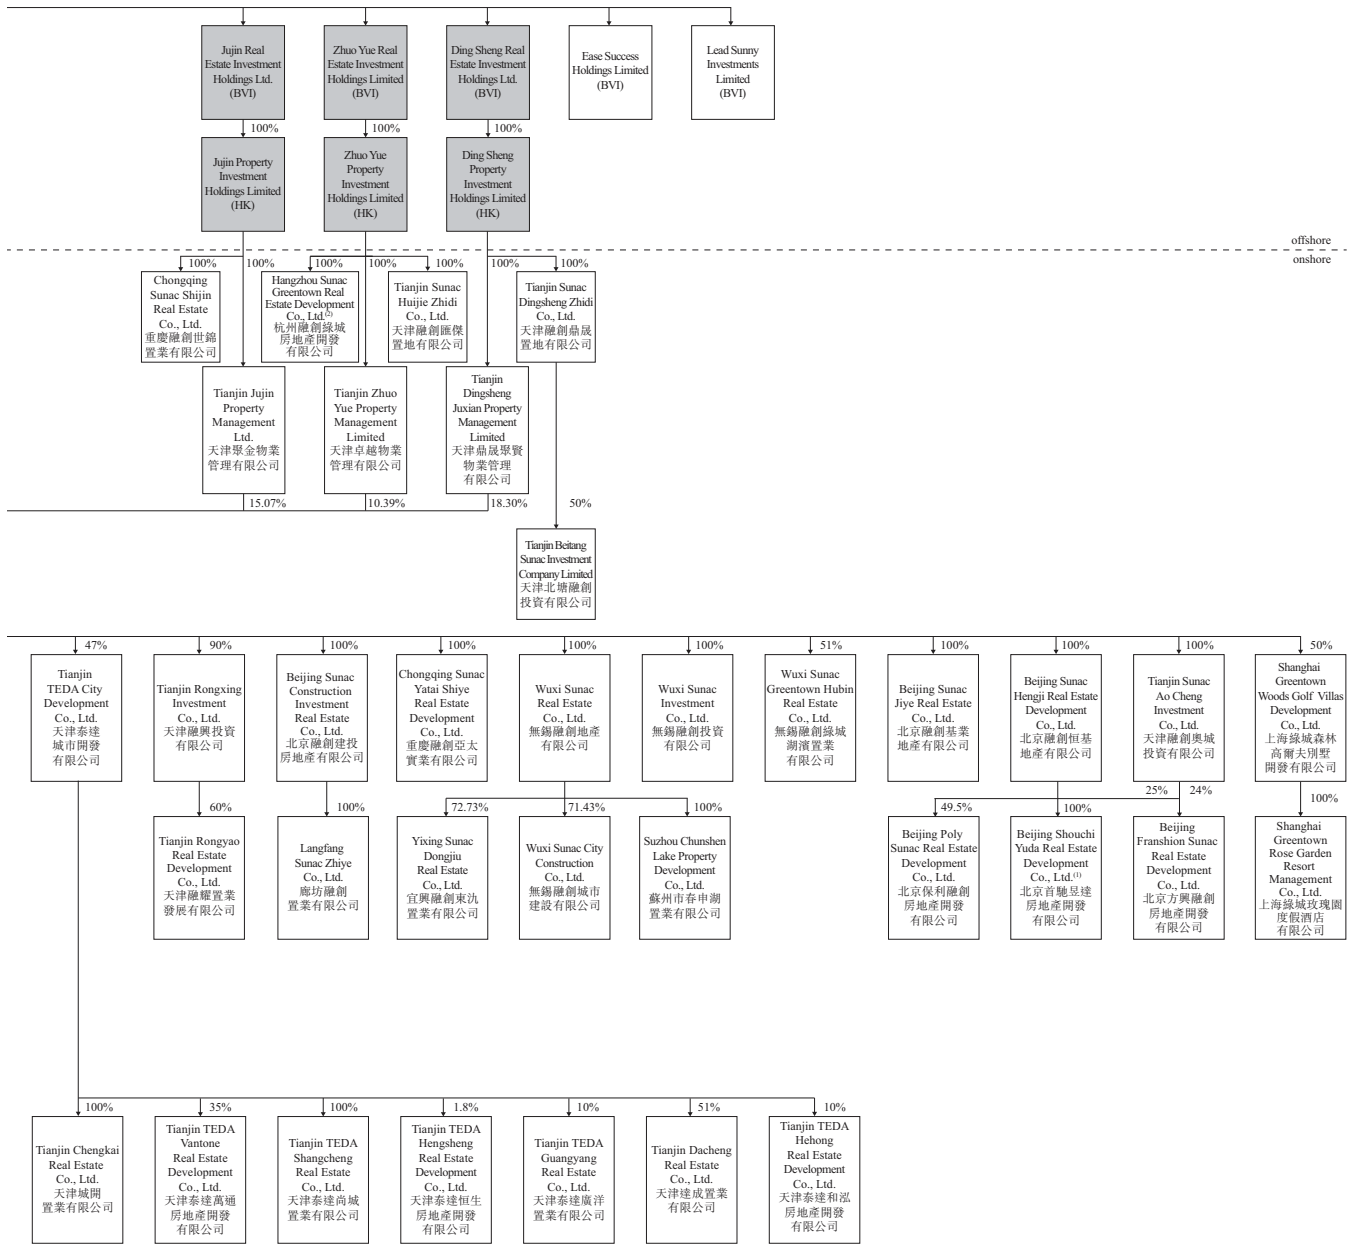 Jujin Real
Estate Investment
Holdings Ltd.
(BVI)
Zhuo Yue Real
Estate Investment
Holdings Limited
(BVI)
Ding Sheng Real
Estate Investment
Holdings Ltd.
(BVI)
Ease Success
Holdings Limited
(BVI)
Lead Sunny
Investments
Limited
(BVI)
100%
100%
100%
Jujin Property
Investment
Holdings Limited
(HK)
Zhuo Yue
Property
Investment
Holdings Limited
(HK)
Ding Sheng
Property
Investment
Holdings Limited
(HK)
offshore
onshore
100%
100%
100%
100%
100%
100%
100%
Chongqing
Sunac Shijin
Real Estate
Co., Ltd.
重慶融創世錦
置業有限公司
Hangzhou Sunac
Greentown Real
Estate Development
Co., Ltd.(2)
杭州融創綠城
房地產開發
有限公司
Tianjin Sunac
Huijie Zhidi
Co., Ltd.
天津融創匯傑
置地有限公司
Tianjin Sunac
Dingsheng Zhidi
Co., Ltd.
天津融創鼎晟
置地有限公司
Tianjin Jujin
Property
Management
Ltd.
天津聚金物業
管理有限公司
Tianjin Zhuo
Yue Property
Management
Limited
天津卓越物業
管理有限公司
Tianjin
Dingsheng
Juxian Property
Management
Limited
天津鼎晟聚賢
物業管理
有限公司
15.07%
10.39%
18.30%
50%
Tianjin Beitang
Sunac Investment
Company Limited
天津北塘融創
投資有限公司
47%
90%
100%
100%
100%
100%
51%
100%
100%
100%
50%
Tianjin
TEDA City
Development
Co., Ltd.
天津泰達
城市開發
有限公司
Tianjin Rongxing
Investment
Co., Ltd.
天津融興投資
有限公司
Beijing Sunac
Construction
Investment
Real Estate
Co., Ltd.
北京融創建投
房地產有限公司
Chongqing Sunac
Yatai Shiye
Real Estate
Development
Co., Ltd.
重慶融創亞太
實業有限公司
Wuxi Sunac
Real Estate
Co., Ltd.
無錫融創地產
有限公司
Wuxi Sunac
Investment
Co., Ltd.
無錫融創投資
有限公司
Wuxi Sunac
Greentown Hubin
Real Estate
Co., Ltd.
無錫融創綠城
湖濱置業
有限公司
Beijing Sunac
Jiye Real Estate
Co., Ltd.
北京融創基業
地產有限公司
Beijing Sunac
Hengji Real Estate
Development
Co., Ltd.
北京融創恒基
地產有限公司
Tianjin Sunac
Ao Cheng
Investment
Co., Ltd.
天津融創奧城
投資有限公司
Shanghai
Greentown
Woods Golf Villas
Development
Co., Ltd.
上海綠城森林
高爾夫別墅
開發有限公司
60%
100%
72.73%
71.43%
100%
49.5%
100%
25%
24%
100%
Tianjin Rongyao
Real Estate
Development
Co., Ltd.
天津融耀置業
發展有限公司
Langfang
Sunac Zhiye
Co., Ltd.
廊坊融創
置業有限公司
Yixing Sunac
Dongjiu
Real Estate
Co., Ltd.
宜興融創東氿
置業有限公司
Wuxi Sunac City
Construction
Co., Ltd.
無錫融創城市
建設有限公司
Suzhou Chunshen
Lake Property
Development
Co., Ltd.
蘇州市春申湖
置業有限公司
Beijing Poly
Sunac Real Estate
Development
Co., Ltd.
北京保利融創
房地產開發
有限公司
Beijing Shouchi
Yuda Real Estate
Development
Co., Ltd.(1)
北京首馳昱達
房地產開發
有限公司
Beijing
Franshion Sunac
Real Estate
Development
Co., Ltd.
北京方興融創
房地產開發
有限公司
Shanghai
Greentown
Rose Garden
Resort
Management
Co., Ltd.
上海綠城玫瑰園
度假酒店
有限公司
100%
35%
100%
1.8%
10%
51%
10%
Tianjin Chengkai
Real Estate
Co., Ltd.
天津城開
置業有限公司
Tianjin TEDA
Vantone
Real Estate
Development
Co., Ltd.
天津泰達萬通
房地產開發
有限公司
Tianjin TEDA
Shangcheng
Real Estate
Co., Ltd.
天津泰達尚城
置業有限公司
Tianjin TEDA
Hengsheng
Real Estate
Development
Co., Ltd.
天津泰達恒生
房地產開發
有限公司
Tianjin TEDA
Guangyang
Real Estate
Co., Ltd.
天津泰達廣洋
置業有限公司
Tianjin Dacheng
Real Estate
Co., Ltd.
天津達成置業
有限公司
Tianjin TEDA
Hehong
Real Estate
Development
Co., Ltd.
天津泰達和泓
房地產開發
有限公司